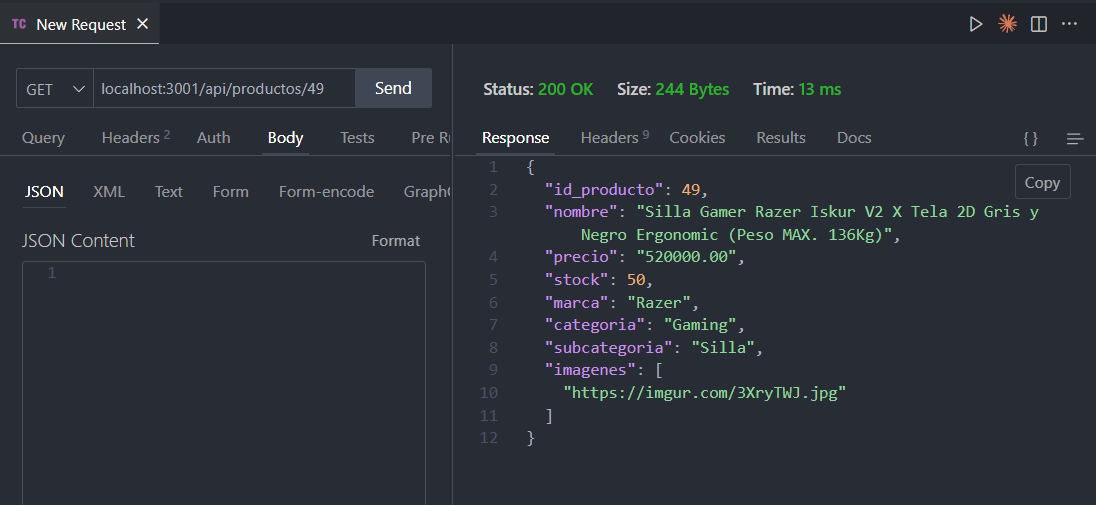 TC New Request
GET localhost:3001/api/productos/49 Send
Query Headers 2 Auth Body Tests Pre Ru
JSON XML Text Form Form-encode Graph
JSON Content Format
1
Status: 200 OK Size: 244 Bytes Time: 13 ms
Response Headers 9 Cookies Results Docs { }
Copy
1 {
2 "id_producto": 49,
3 "nombre": "Silla Gamer Razer Iskur V2 X Tela 2D Gris y
Negro Ergonomic (Peso MAX. 136Kg)",
4 "precio": "520000.00",
5 "stock": 50,
6 "marca": "Razer",
7 "categoria": "Gaming",
8 "subcategoria": "Silla",
9 "imagenes": [
10 "https://imgur.com/3XryTWJ.jpg"
11 ]
12 }